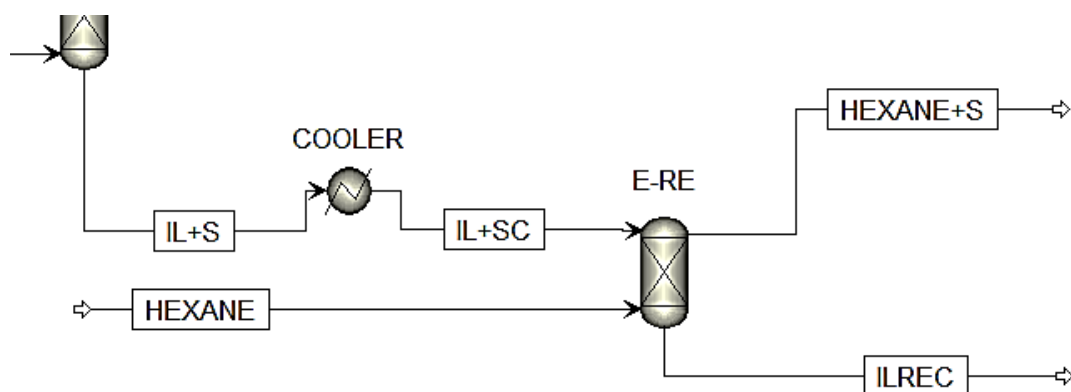 HEXANE+S
COOLER
E-RE
IL+S
IL+SC
HEXANE
ILREC